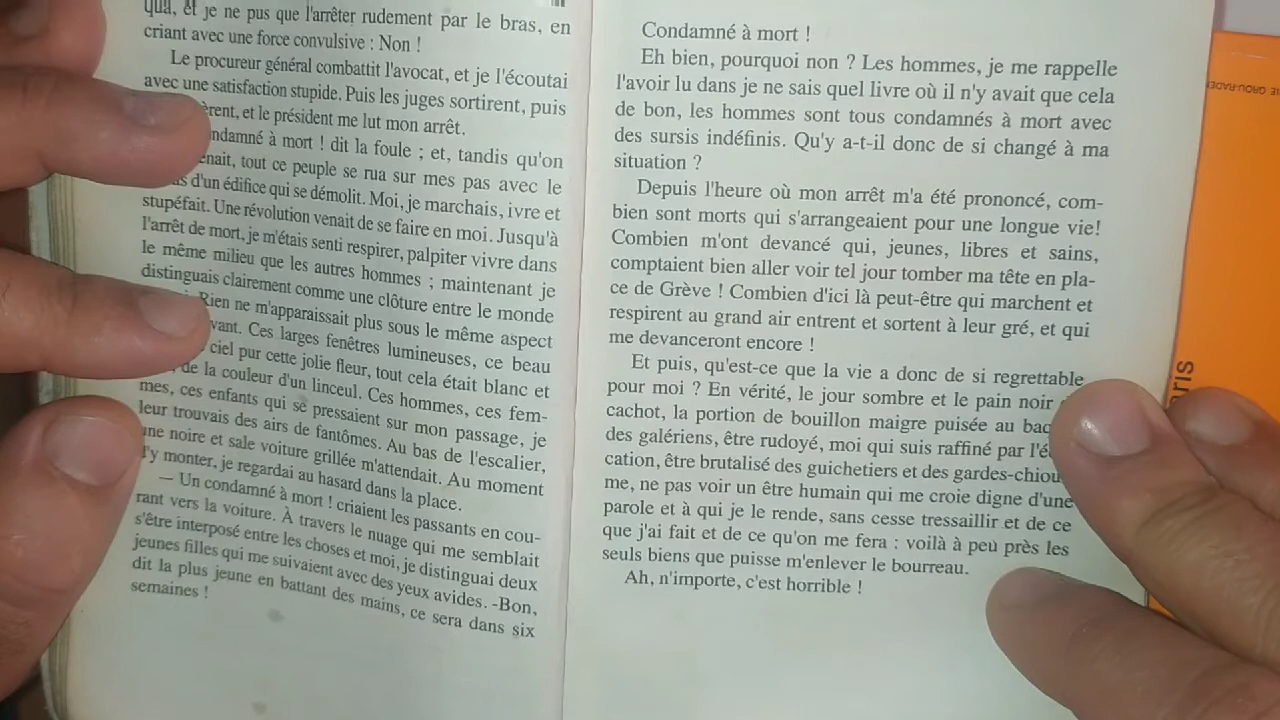 qua, et je ne pus que l'arrêter rudement par le bras, en
criant avec une force convulsive : Non !
Le procureur général combattit l'avocat, et je l'écoutai
avec une satisfaction stupide. Puis les juges sortirent, puis
et le président me lut mon arrêt.
à mort ! dit la foule ; et, tandis qu'on
tout ce peuple se rua sur mes pas avec le
d'un édifice qui se démolit. Moi, je marchais, ivre et
stupéfait. Une révolution venait de se faire en moi. Jusqu'à
l'arrêt de mort, je m'étais senti respirer, palpiter vivre dans
le même milieu que les autres hommes ; maintenant je
distinguais clairement comme une clôture entre le monde
Rien ne m'apparaissait plus sous le même aspect
Ces larges fenêtres lumineuses, ce beau
ciel pur cette jolie fleur, tout cela était blanc et
de la couleur d'un linceul. Ces hommes, ces fem-
mes, ces enfants qui se pressaient sur mon passage, je
leur trouvais des airs de fantômes. Au bas de l'escalier,
une noire et sale voiture grillée m'attendait. Au moment
d'y monter, je regardai au hasard dans la place.
— Un condamné à mort ! criaient les passants en cou-
rant vers la voiture. À travers le nuage qui me semblait
s'être interposé entre les choses et moi, je distinguai deux
jeunes filles qui me suivaient avec des yeux avides. -Bon,
dit la plus jeune en battant des mains, ce sera dans six
semaines !
Condamné à mort !
Eh bien, pourquoi non ? Les hommes, je me rappelle
l'avoir lu dans je ne sais quel livre où il n'y avait que cela
de bon, les hommes sont tous condamnés à mort avec
des sursis indéfinis. Qu'y a-t-il donc de si changé à ma
situation ?
Depuis l'heure où mon arrêt m'a été prononcé, com-
bien sont morts qui s'arrangeaient pour une longue vie!
Combien m'ont devancé qui, jeunes, libres et sains,
comptaient bien aller voir tel jour tomber ma tête en pla-
ce de Grève ! Combien d'ici là peut-être qui marchent et
respirent au grand air entrent et sortent à leur gré, et qui
me devanceront encore !
Et puis, qu'est-ce que la vie a donc de si regrettable
pour moi ? En vérité, le jour sombre et le pain noir
cachot, la portion de bouillon maigre puisée au
des galériens, être rudoyé, moi qui suis raffiné par
cation, être brutalisé des guichetiers et des gardes-chiour
me, ne pas voir un être humain qui me croie digne d'une
parole et à qui je le rende, sans cesse tressaillir et de ce
que j'ai fait et de ce qu'on me fera : voilà à peu près les
seuls biens que puisse m'enlever le bourreau.
Ah, n'importe, c'est horrible !